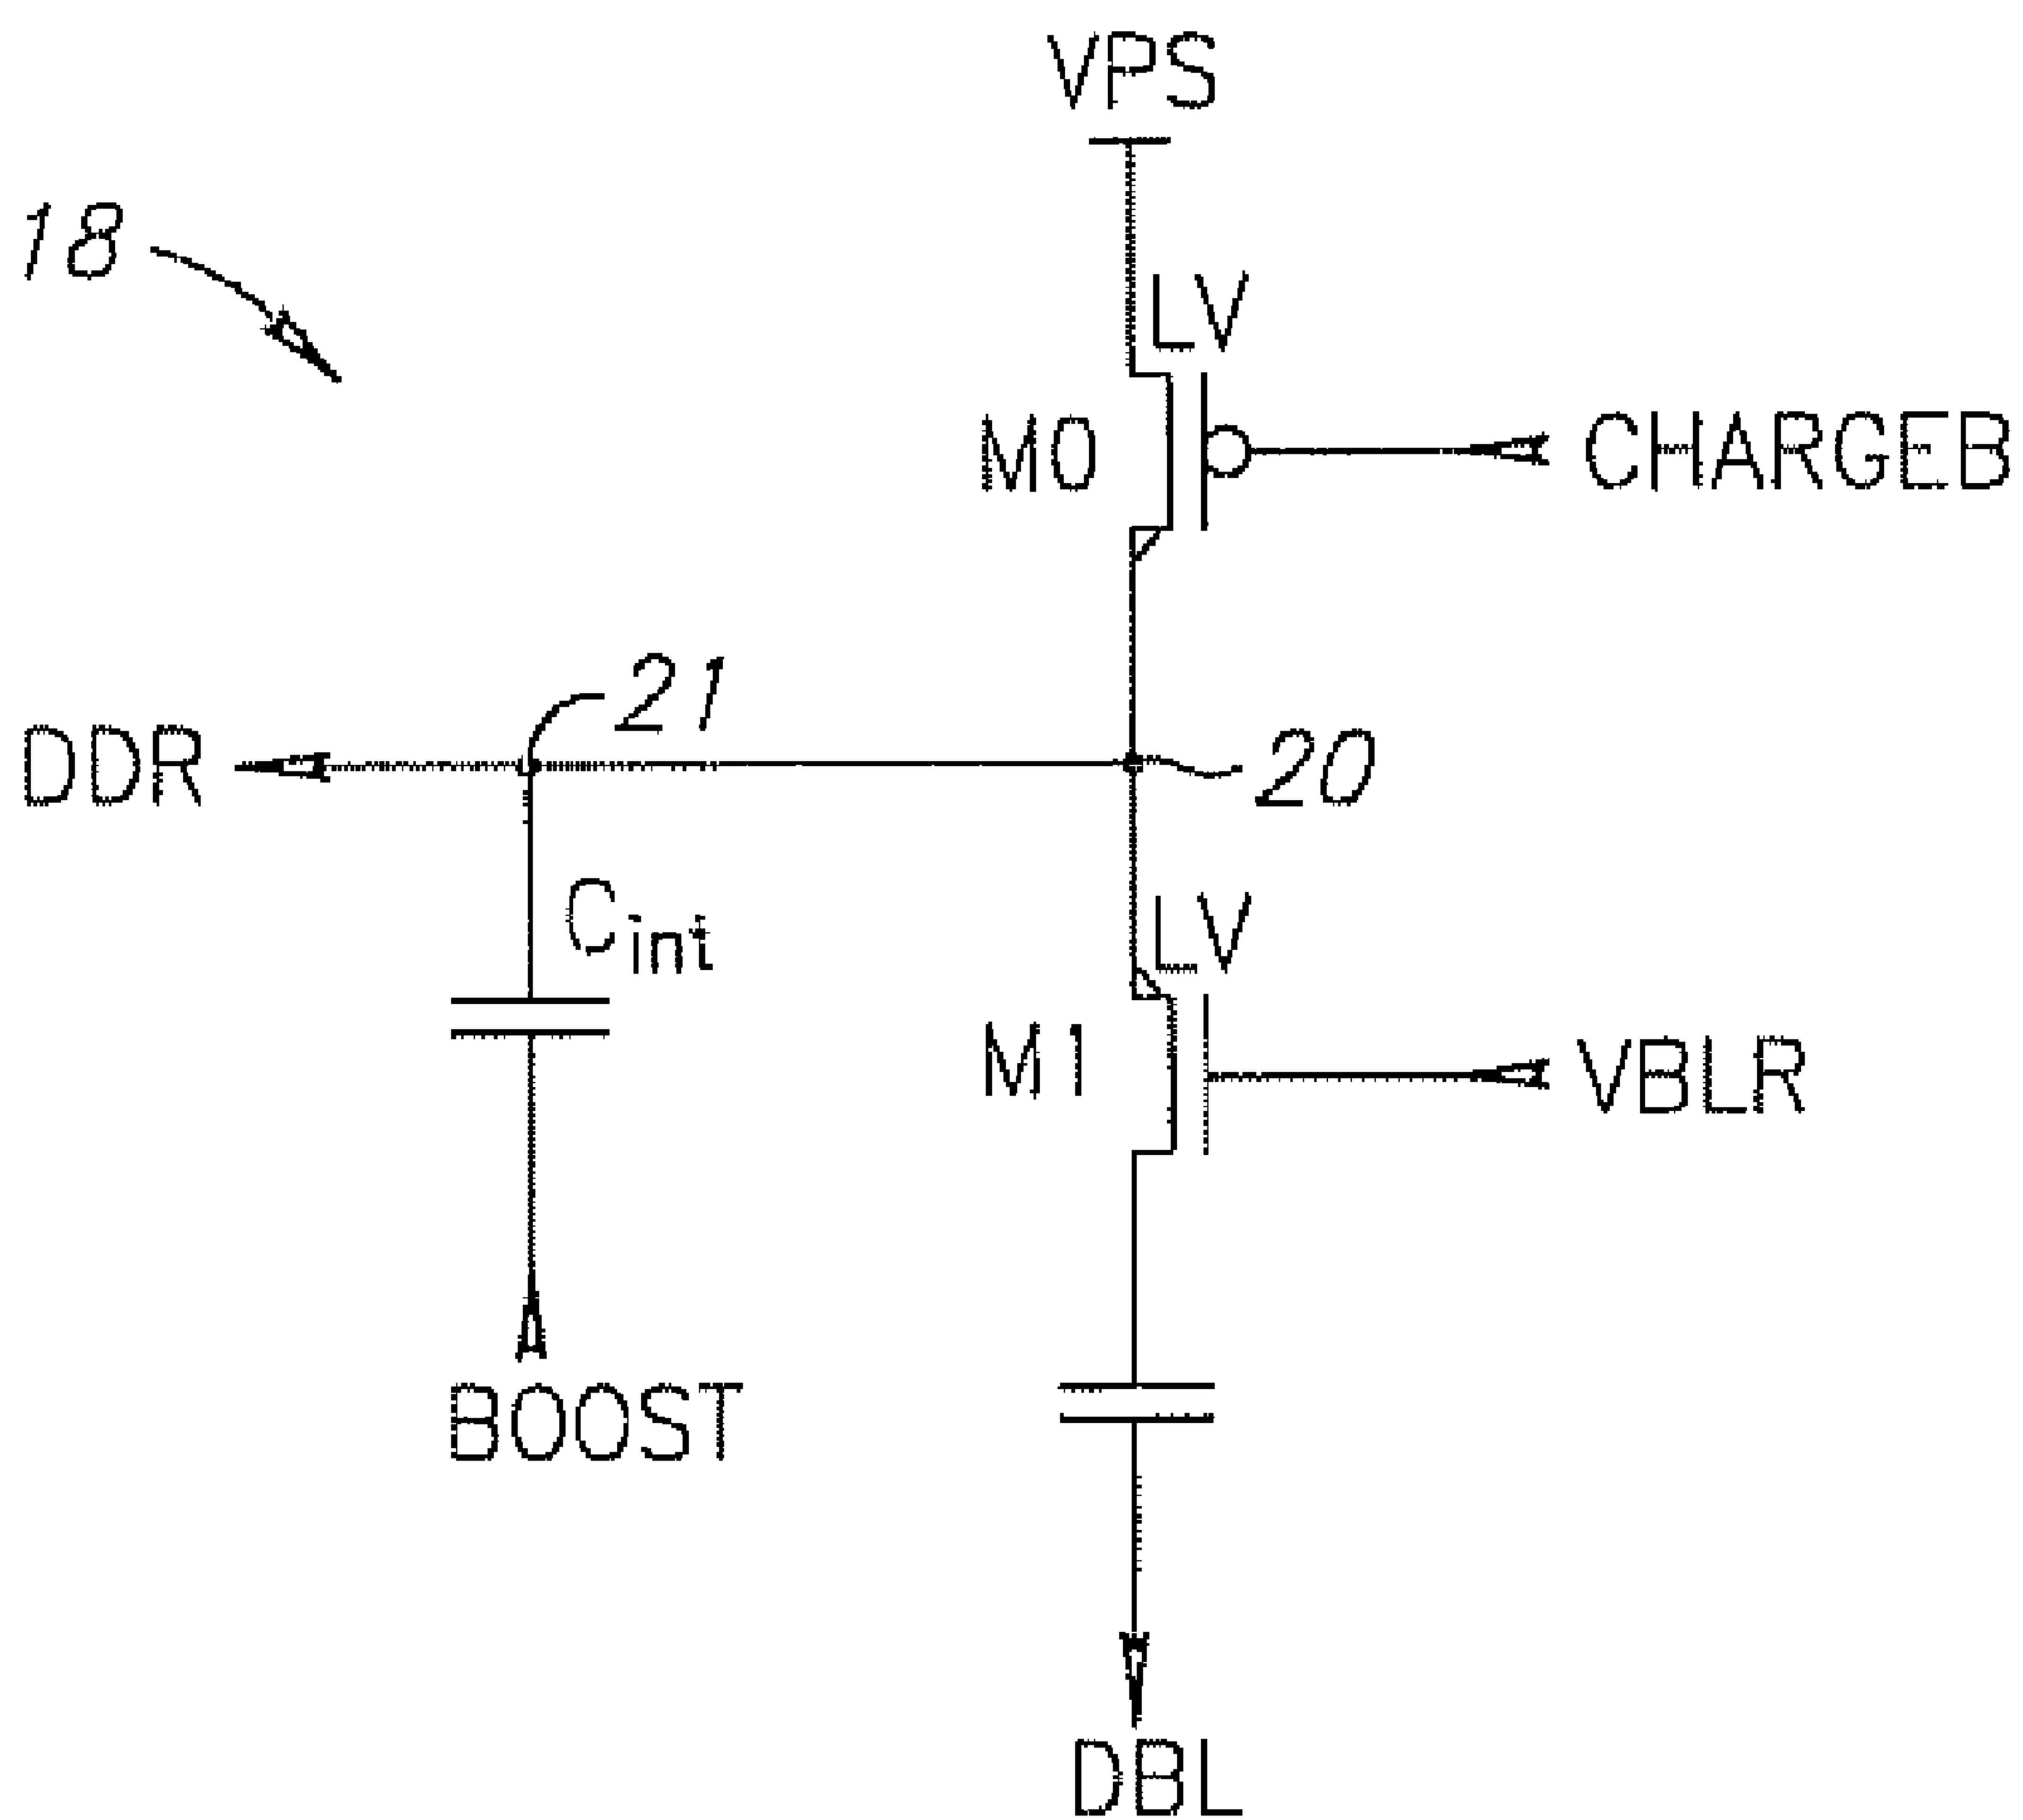 VPS
18
LV
M0
CHARGEB
21
DDR
20
Cint
LV
M1
VBLR
BOOST
DBL